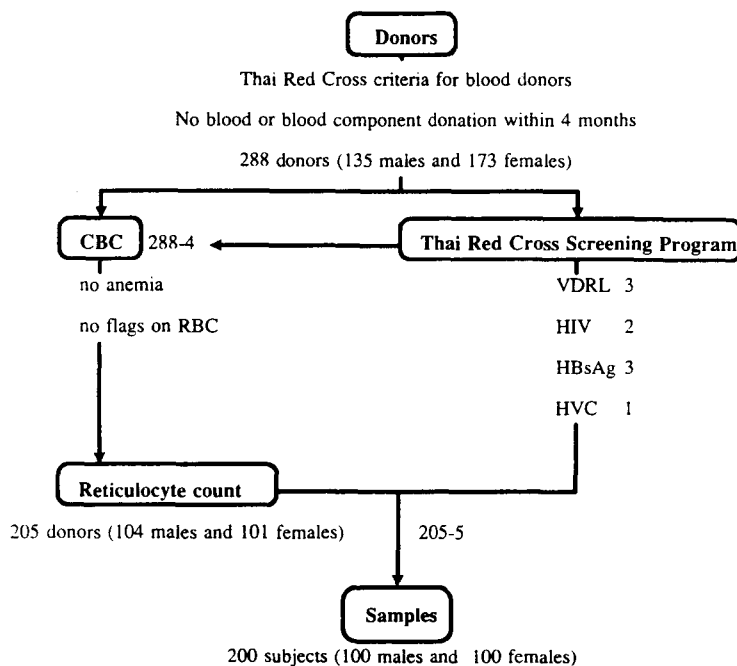 Donors
Thai Red Cross criteria for blood donors
No blood or blood component donation within 4 months
288 donors (135 males and 173 females)
CBC 288-4
Thai Red Cross Screening Program
no anemia
no flags on RBC
VDRL 3
HIV 2
HBsAg 3
HVC 1
Reticulocyte count
205 donors (104 males and 101 females)
205-5
Samples
200 subjects (100 males and 100 females)